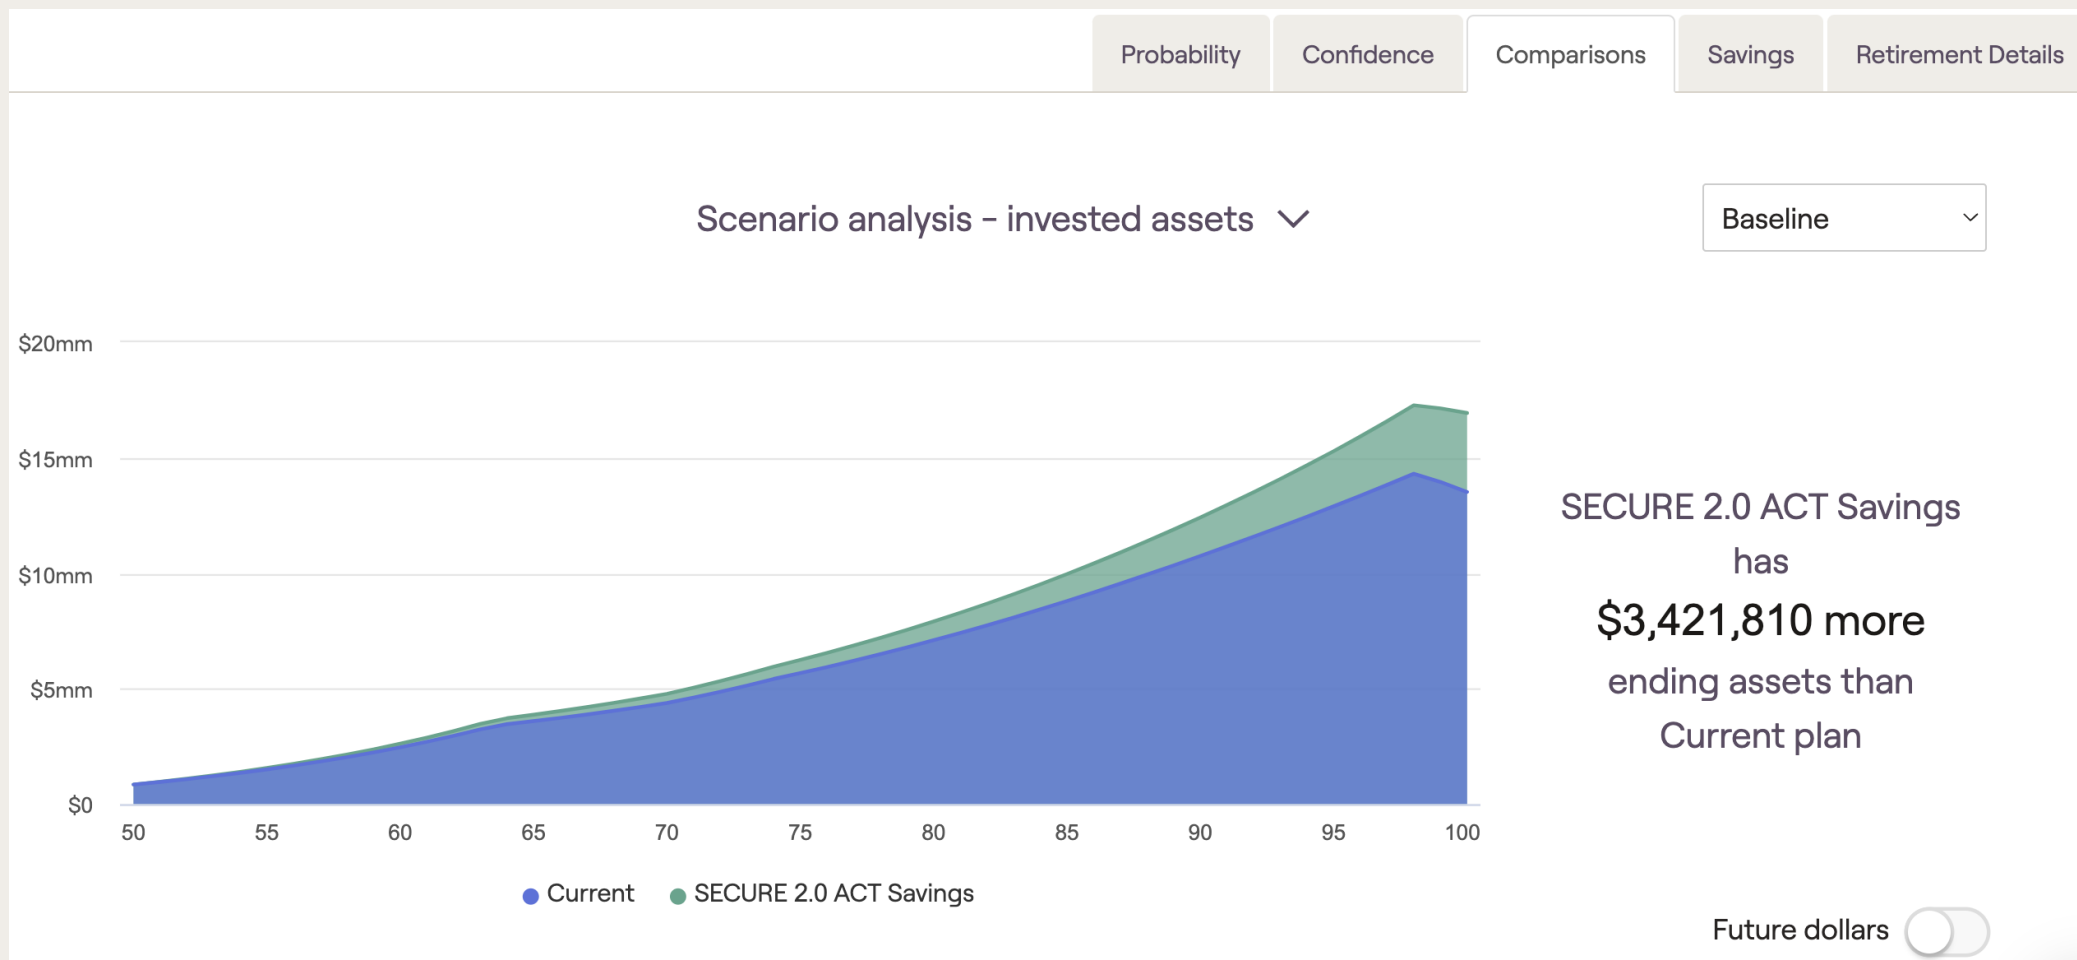 Probability Confidence Comparisons Savings Retirement Details
Scenario analysis - invested assets
Baseline
$20mm
$15mm
$10mm
$5mm
$0
50 55 60 65 70 75 80 85 90 95 100
Current SECURE 2.0 ACT Savings
SECURE 2.0 ACT Savings
has
$3,421,810 more
ending assets than
Current plan
Future dollars